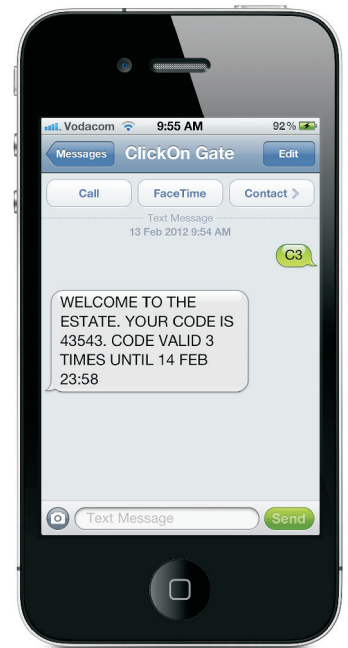 Vodacom 9:55 AM 92%
Messages ClickOn Gate Edit
Call FaceTime Contact
Text Message
13 Feb 2012 9:54 AM
C3
WELCOME TO THE
ESTATE. YOUR CODE IS
43543. CODE VALID 3
TIMES UNTIL 14 FEB
23:58
Text Message Send